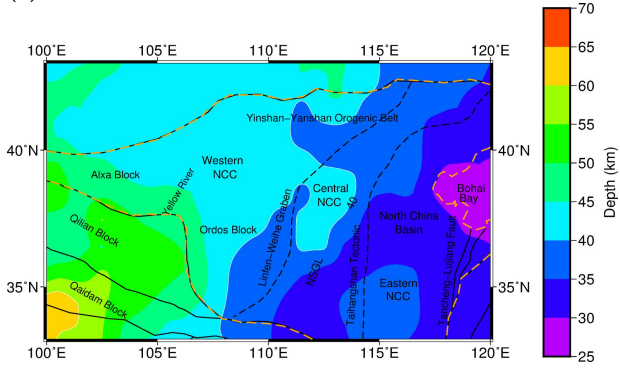 100°E 105°E 110°E 115°E 120°E
70
65
60
55
50
45
40
35
30
25
Depth (km)
40°N
35°N
40°N
35°N
Yinshan−Yanshan Orogenic Belt
Western
NCC
Alxa Block
Yellow River
Central
NCC
40
Bohai
Bay
Qilian Block
Ordos Block
Linfen−Weihe Graben
North China
Basin
NSGL
Taihangshan Tectonic
Tancheng−Lujiang Fault
Eastern
NCC
Qaidam Block
100°E 105°E 110°E 115°E 120°E